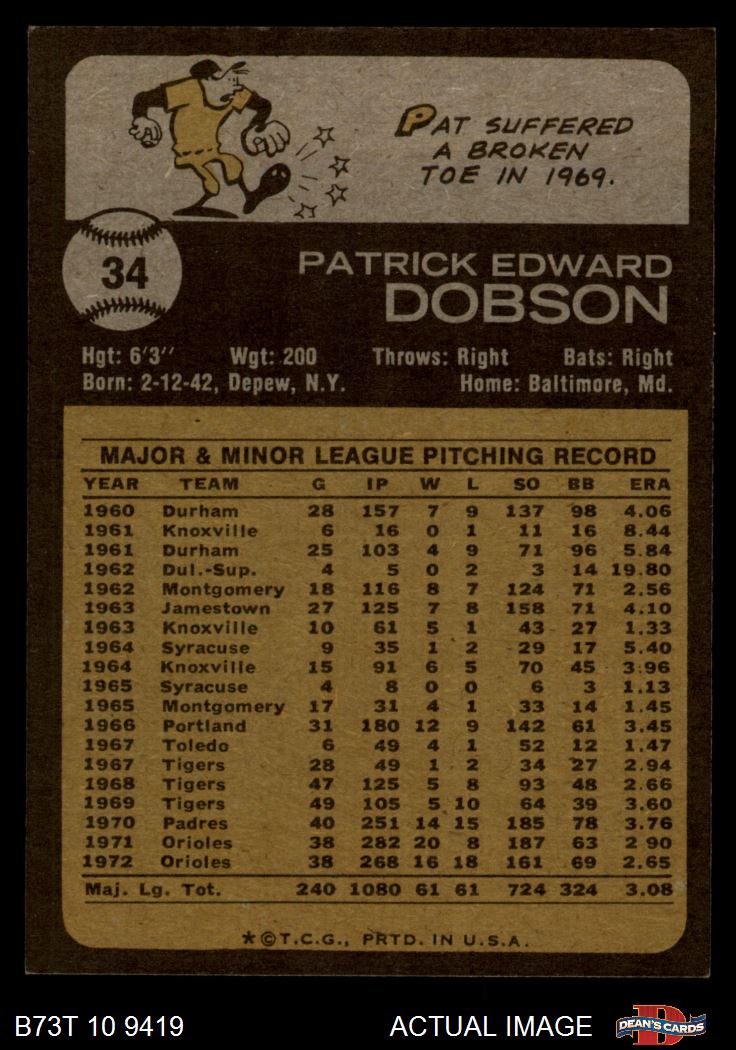 PAT SUFFERED
A BROKEN
TOE IN 1969.
34
PATRICK EDWARD
DOBSON
Hgt: 6'3" Wgt: 200 Throws: Right Bats: Right
Born: 2-12-42, Depew, N.Y. Home: Baltimore, Md.
MAJOR & MINOR LEAGUE PITCHING RECORD
YEAR TEAM G IP W L SO BB ERA
1960 Durham 28 157 7 9 137 98 4.06
1961 Knoxville 6 16 0 1 11 16 8.44
1961 Durham 25 103 4 9 71 96 5.84
1962 Dul.-Sup. 4 5 0 2 3 14 19.80
1962 Montgomery 18 116 8 7 124 71 2.56
1963 Jamestown 27 125 7 8 158 71 4.10
1963 Knoxville 10 61 5 1 43 27 1.33
1964 Syracuse 9 35 1 2 29 17 5.40
1964 Knoxville 15 91 6 5 70 45 3.96
1965 Syracuse 4 8 0 0 6 3 1.13
1965 Montgomery 17 31 4 1 33 14 1.45
1966 Portland 31 180 12 9 142 61 3.45
1967 Toledo 6 49 4 1 52 12 1.47
1967 Tigers 28 49 1 2 34 27 2.94
1968 Tigers 47 125 5 8 93 48 2.66
1969 Tigers 49 105 5 10 64 39 3.60
1970 Padres 40 251 14 15 185 78 3.76
1971 Orioles 38 282 20 8 187 63 2 90
1972 Orioles 38 268 16 18 161 69 2.65
Maj. Lg. Tot. 240 1080 61 61 724 324 3.08
*©T.C.G., PRTD. IN U.S.A.
B73T 10 9419 ACTUAL IMAGE D DEAN'S CARDS